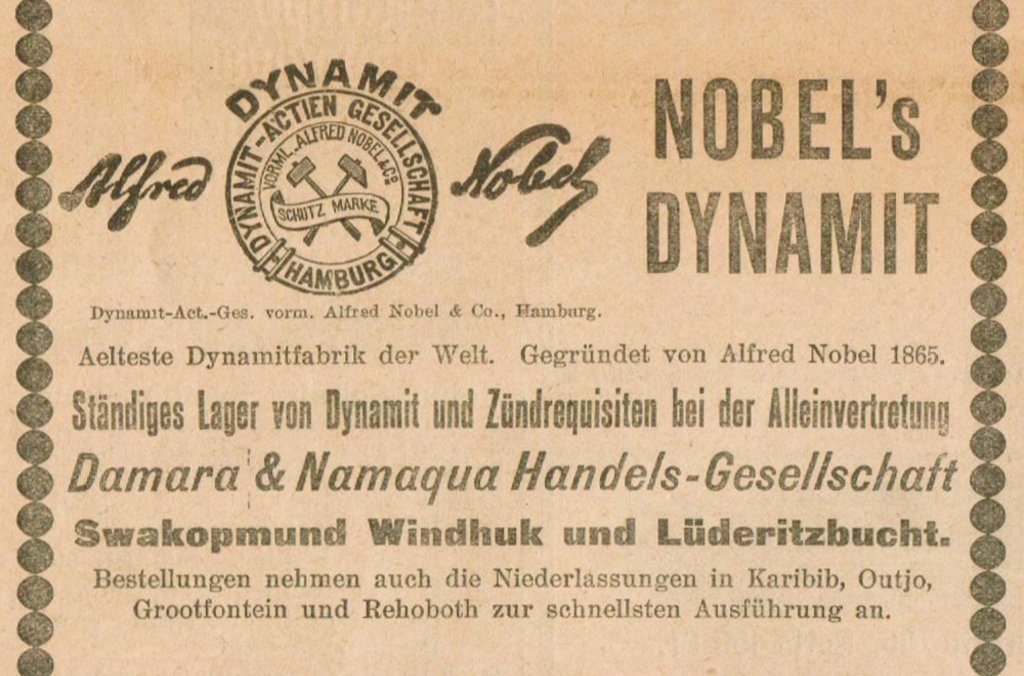 DYNAMIT
DYNAMIT-ACTIEN GESELLSCHAFT
VORML. ALFRED NOBEL & Co
SCHUTZ MARKE
HAMBURG
Alfred Nobel
NOBEL's
DYNAMIT
Dynamit-Act.-Ges. vorm. Alfred Nobel & Co., Hamburg.
Aelteste Dynamitfabrik der Welt. Gegründet von Alfred Nobel 1865.
Ständiges Lager von Dynamit und Zündrequisiten bei der Alleinvertretung
Damara & Namaqua Handels-Gesellschaft
Swakopmund Windhuk und Lüderitzbucht.
Bestellungen nehmen auch die Niederlassungen in Karibib, Outjo,
Grootfontein und Rehoboth zur schnellsten Ausführung an.